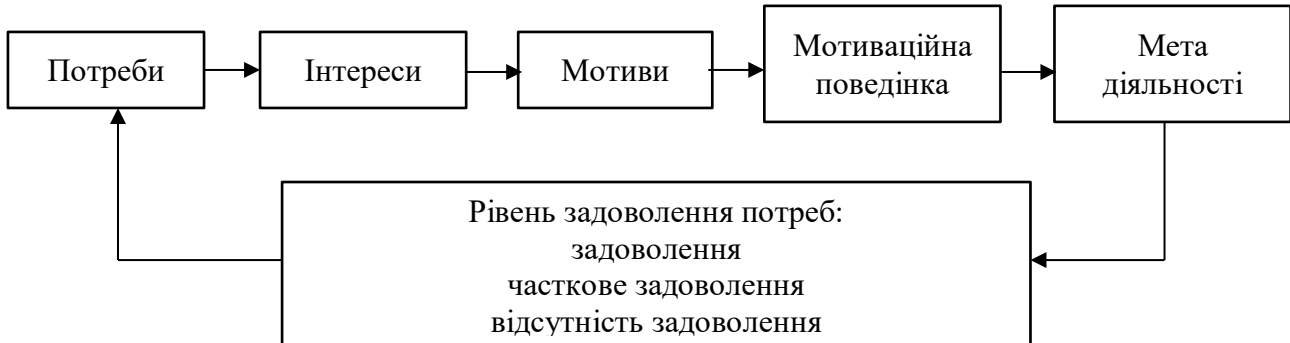 Потреби
Інтереси
Мотиви
Мотиваційна
поведінка
Мета
діяльності
Рівень задоволення потреб:
задоволення
часткове задоволення
відсутність задоволення